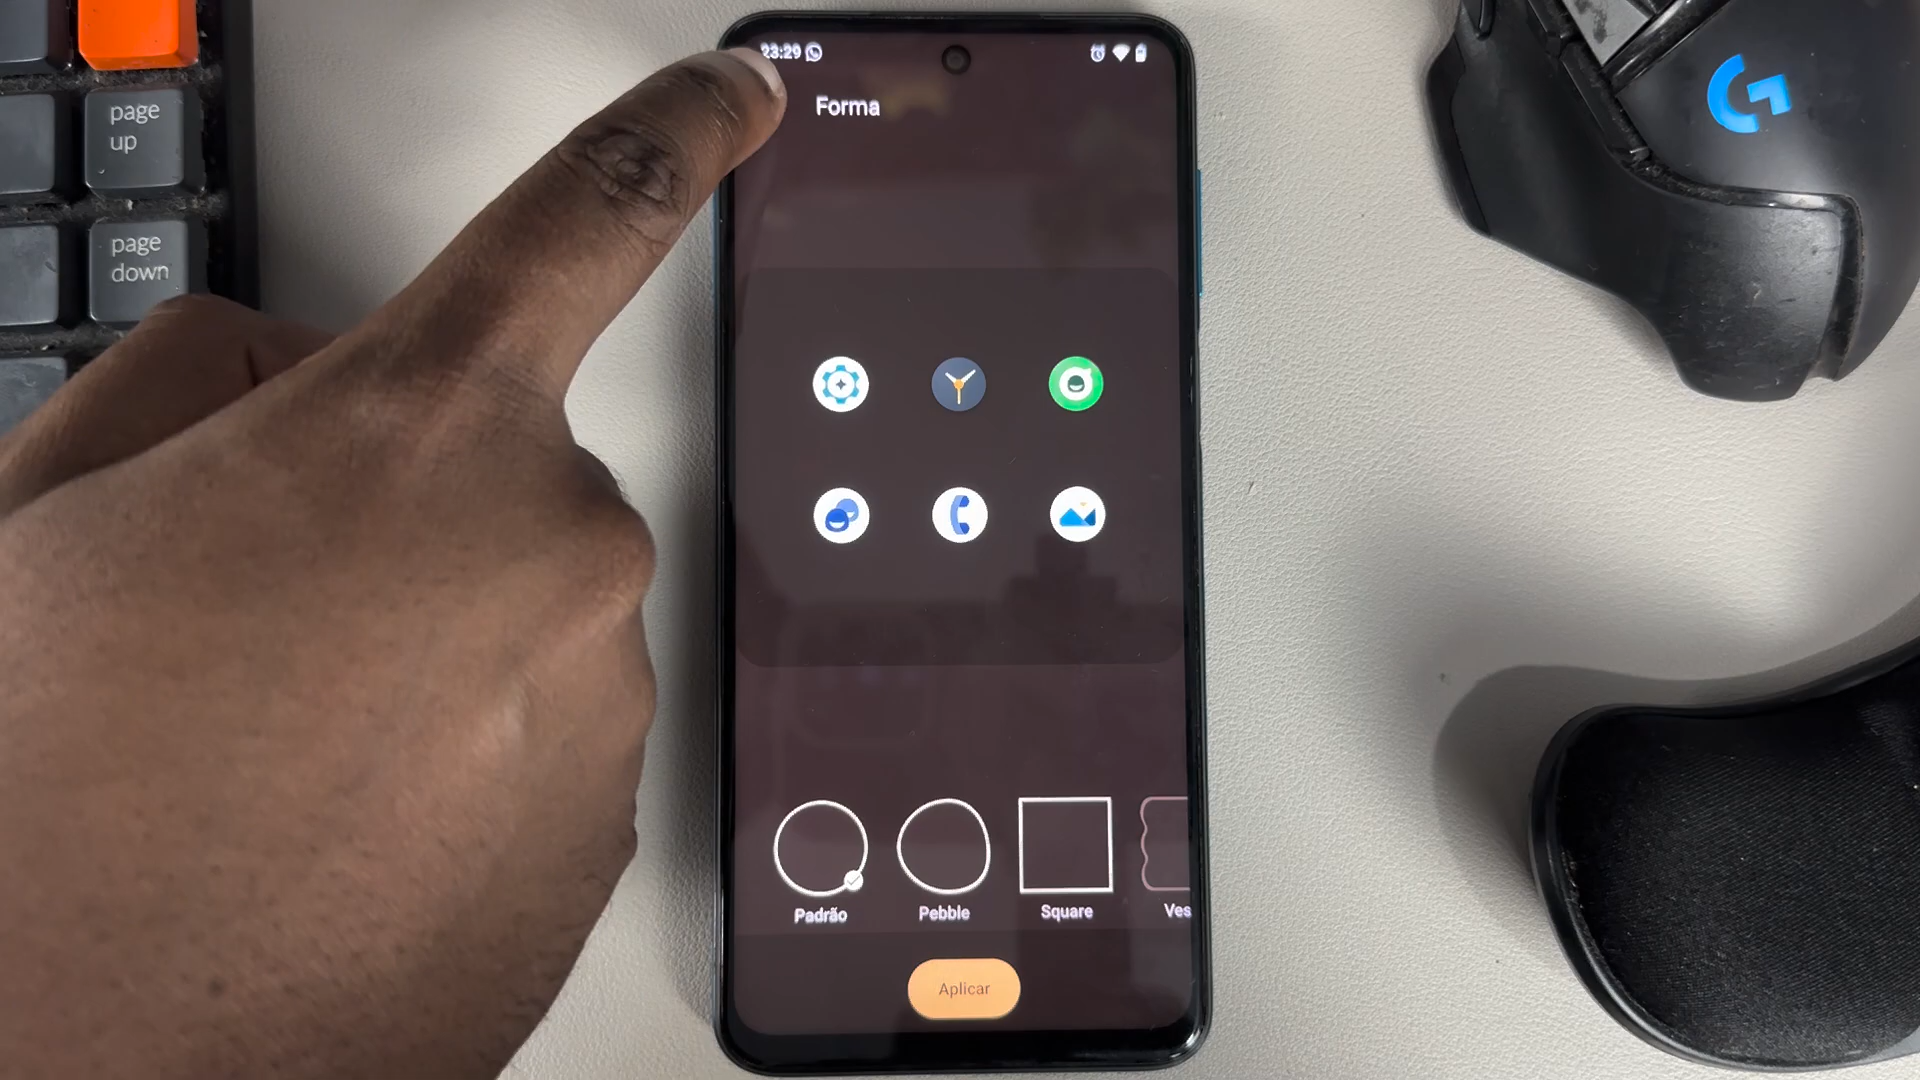 page
up
page
down
23:29
Forma
Padrão
Pebble
Square
Ves
Aplicar